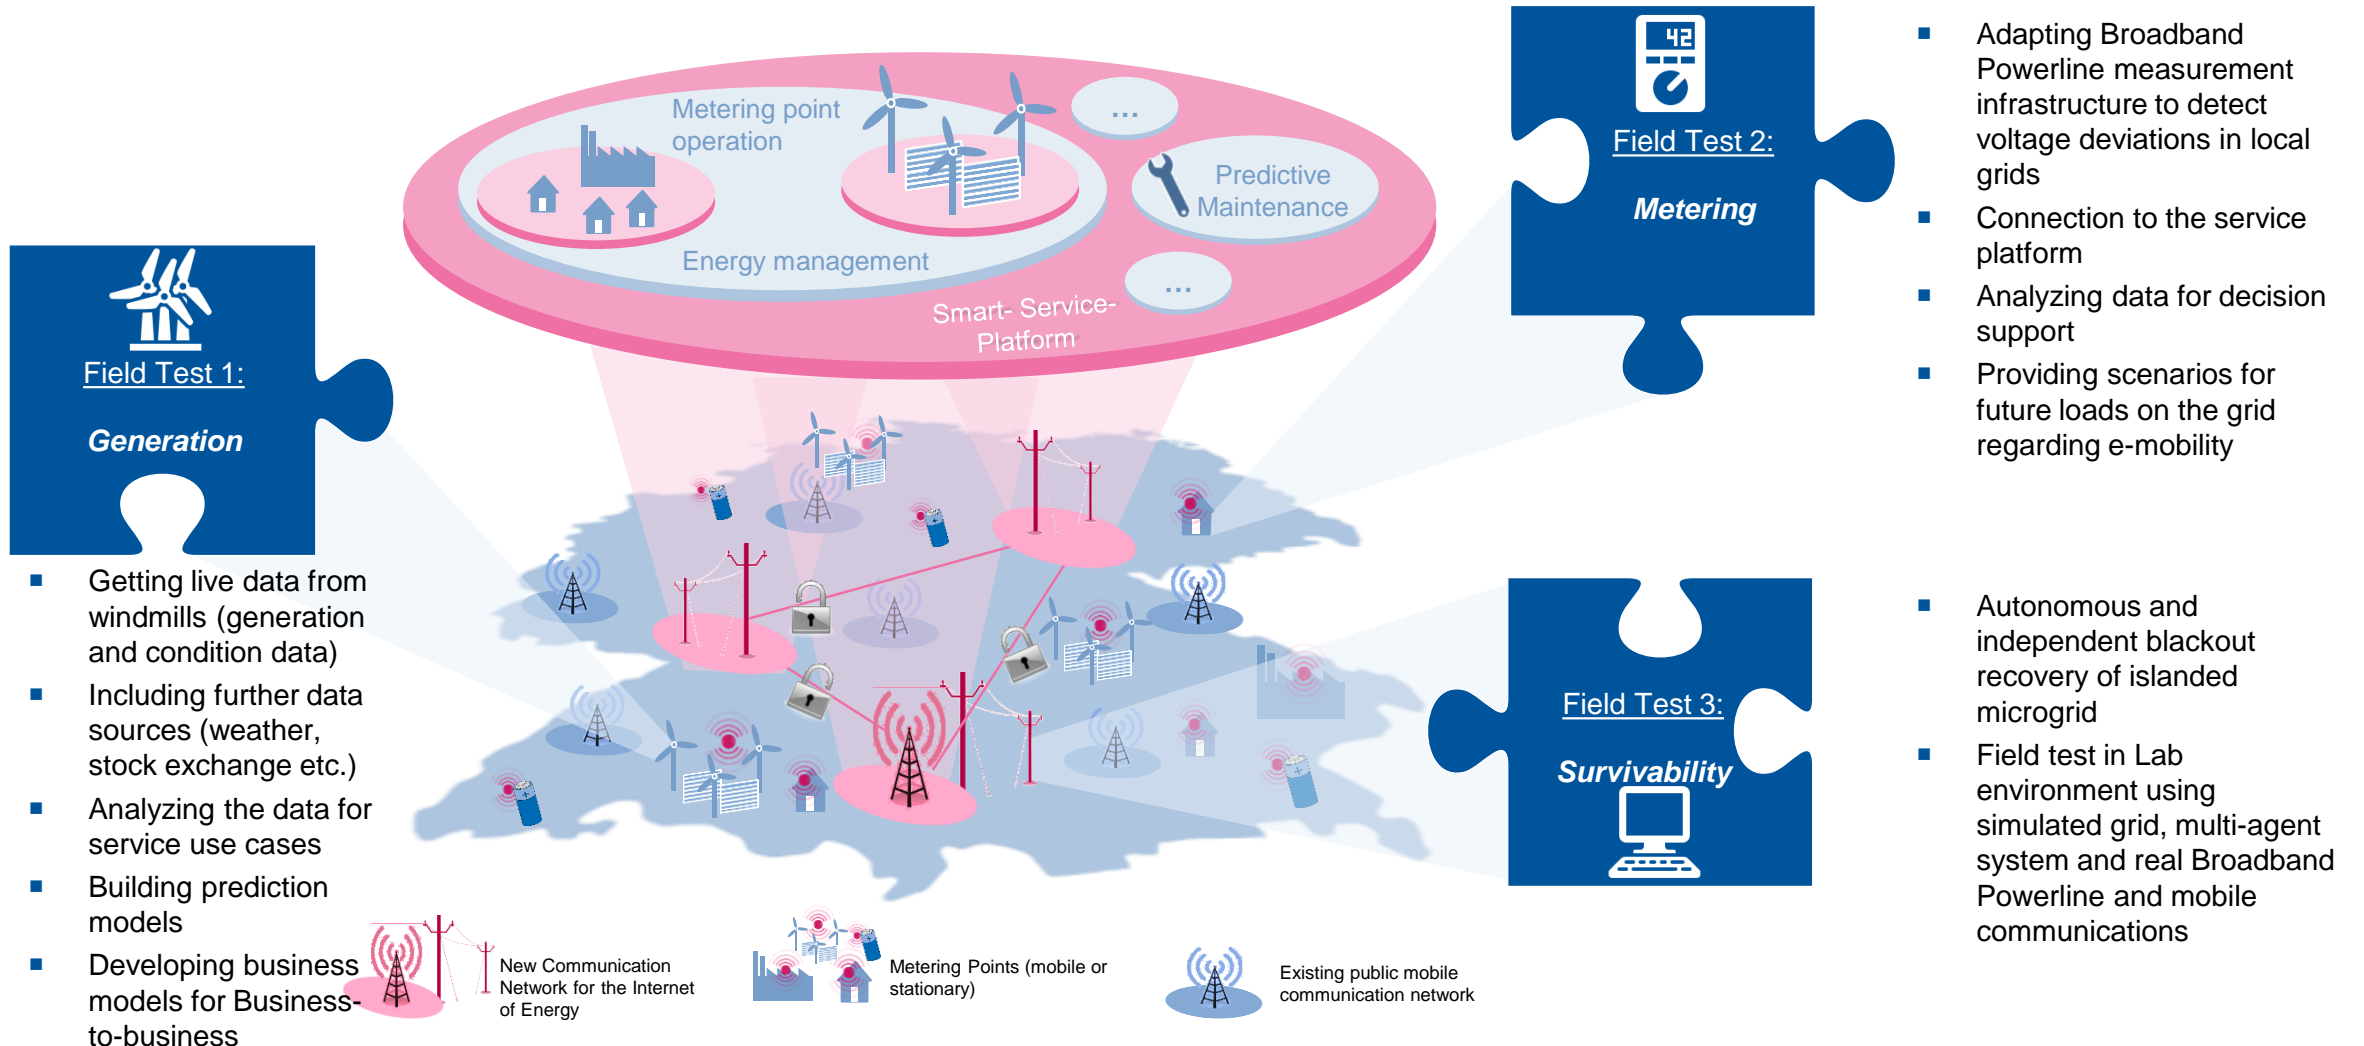 Metering point
operation
Energy management
...
Predictive
Maintenance
...
Smart- Service-
Platform
Field Test 1:
Generation
Getting live data from
windmills (generation
and condition data)
Including further data
sources (weather,
stock exchange etc.)
Analyzing the data for
service use cases
Building prediction
models
Developing business
models for Business-
to-business
42
Field Test 2:
Metering
Adapting Broadband
Powerline measurement
infrastructure to detect
voltage deviations in local
grids
Connection to the service
platform
Analyzing data for decision
support
Providing scenarios for
future loads on the grid
regarding e-mobility
Field Test 3:
Survivability
Autonomous and
independent blackout
recovery of islanded
microgrid
Field test in Lab
environment using
simulated grid, multi-agent
system and real Broadband
Powerline and mobile
communications
New Communication
Network for the Internet
of Energy
Metering Points (mobile or
stationary)
Existing public mobile
communication network